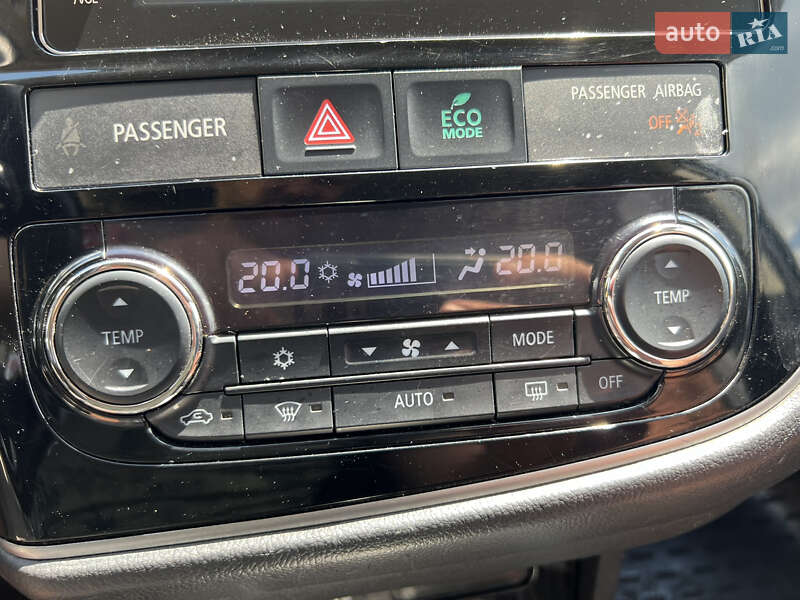 auto RIA
.com
PASSENGER
ECO
MODE
PASSENGER AIRBAG
OFF
20.0
20.0
TEMP
TEMP
MODE
AUTO
OFF